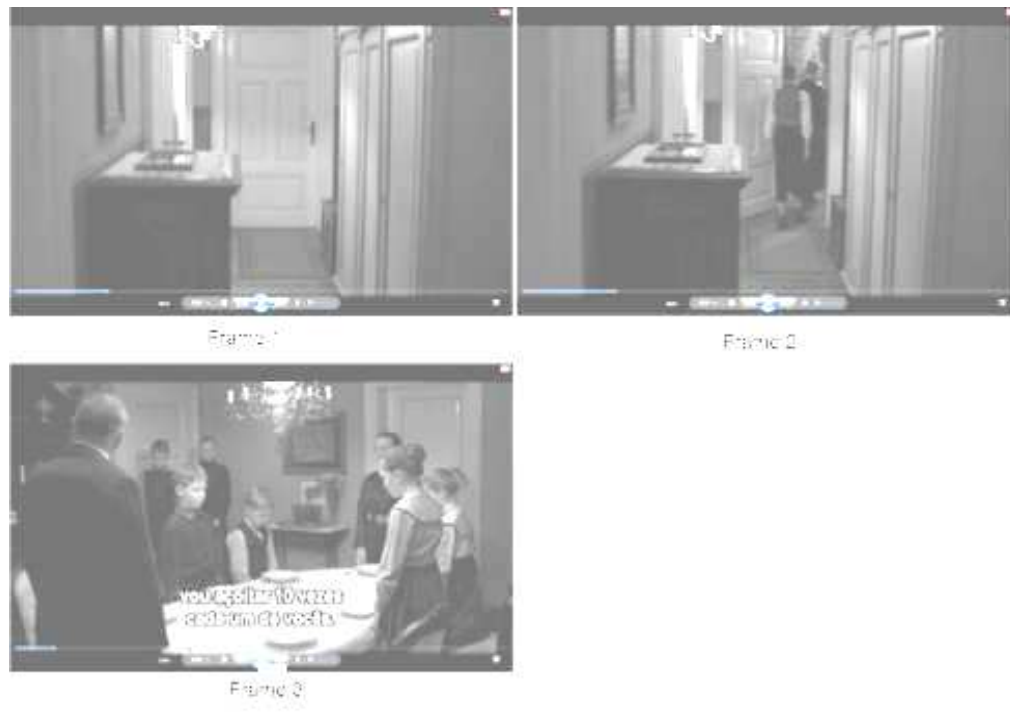 Frame 1
Frame 2
vou açoitar 10 vezes
cada um de vocês.
Frame 3